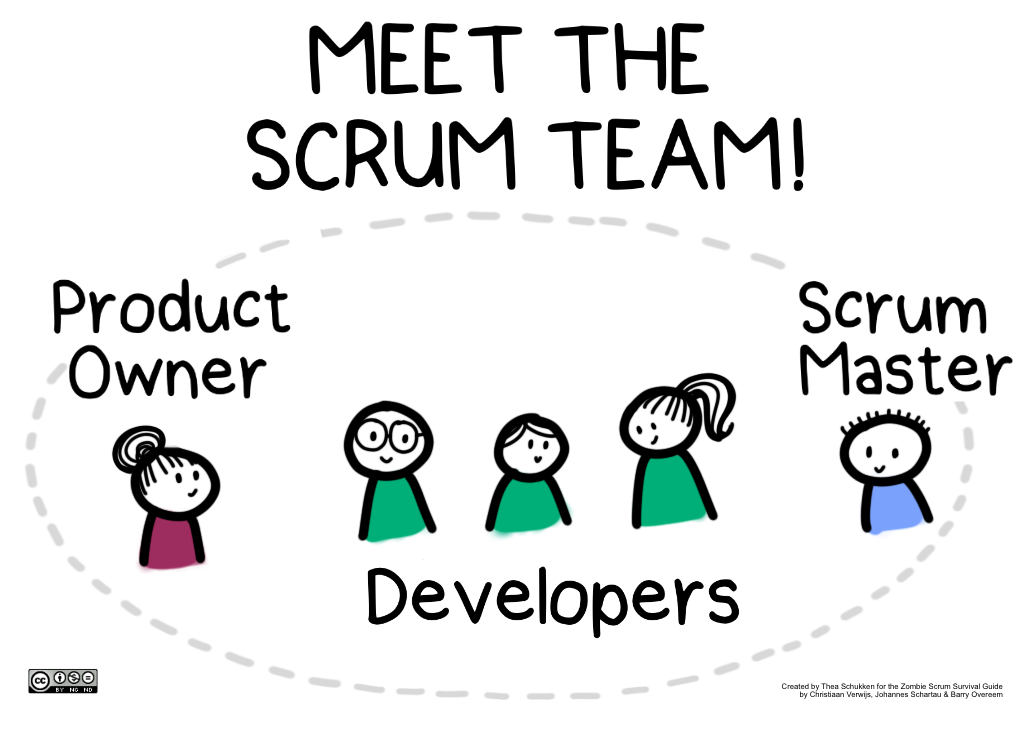 MEET THE
SCRUM TEAM!
Product
Owner
Scrum
Master
Developers
cc
BY NC ND
Created by Thea Schukken for the Zombie Scrum Survival Guide
by Christiaan Verwijs, Johannes Schartau & Barry Overeem